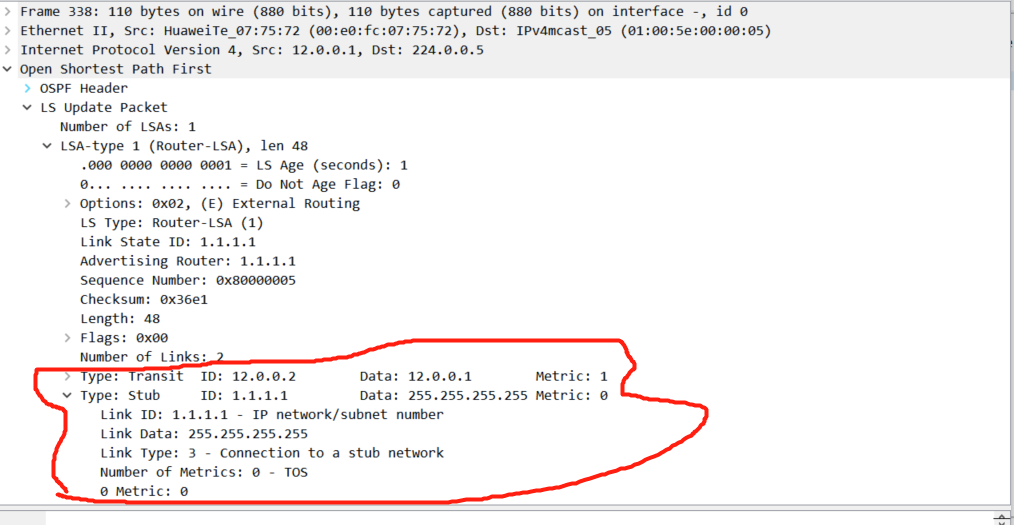 Frame 338: 110 bytes on wire (880 bits), 110 bytes captured (880 bits) on interface -, id 0
Ethernet II, Src: HuaweiTe_07:75:72 (00:e0:fc:07:75:72), Dst: IPv4mcast_05 (01:00:5e:00:00:05)
Internet Protocol Version 4, Src: 12.0.0.1, Dst: 224.0.0.5
Open Shortest Path First
OSPF Header
LS Update Packet
Number of LSAs: 1
LSA-type 1 (Router-LSA), len 48
.000 0000 0000 0001 = LS Age (seconds): 1
0... .... .... .... = Do Not Age Flag: 0
Options: 0x02, (E) External Routing
LS Type: Router-LSA (1)
Link State ID: 1.1.1.1
Advertising Router: 1.1.1.1
Sequence Number: 0x80000005
Checksum: 0x36e1
Length: 48
Flags: 0x00
Number of Links: 2
Type: Transit  ID: 12.0.0.2        Data: 12.0.0.1        Metric: 1
Type: Stub     ID: 1.1.1.1         Data: 255.255.255.255 Metric: 0
Link ID: 1.1.1.1 - IP network/subnet number
Link Data: 255.255.255.255
Link Type: 3 - Connection to a stub network
Number of Metrics: 0 - TOS
0 Metric: 0